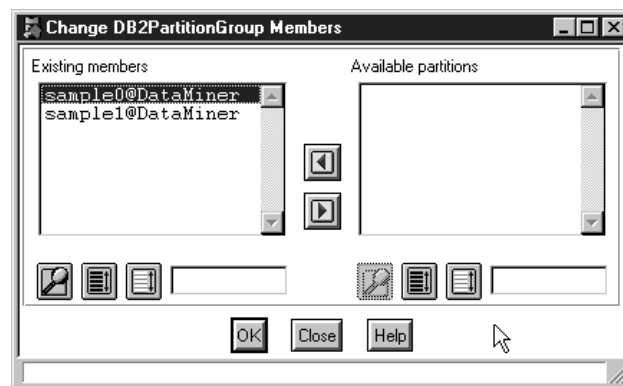 Change DB2PartitionGroup Members
Existing members
Available partitions
sample0@DataMiner
sample1@DataMiner
OK
Close
Help